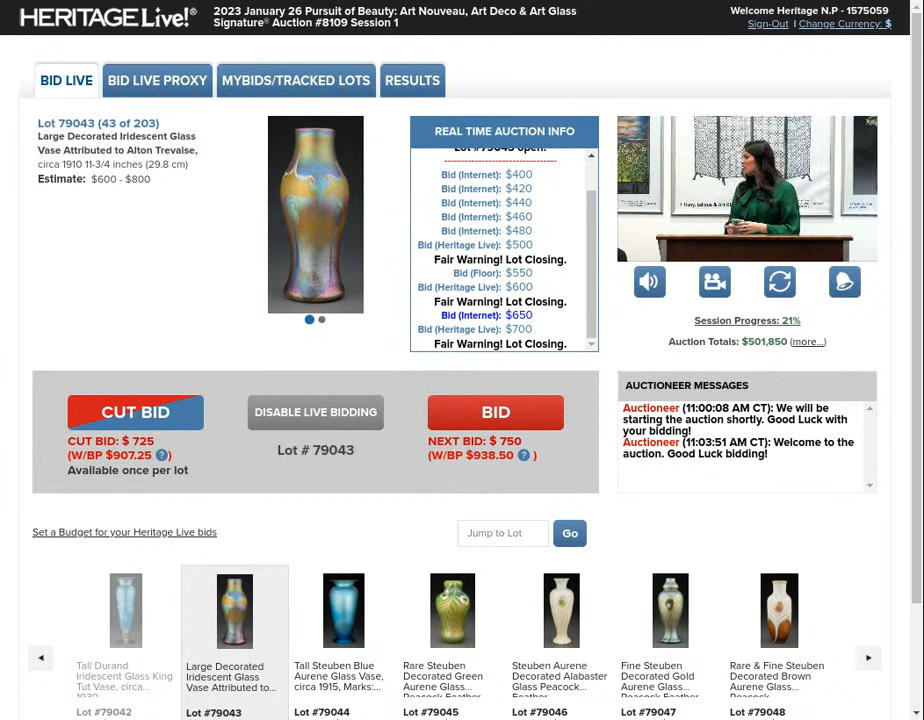 HERITAGE Live!®
2023 January 26 Pursuit of Beauty: Art Nouveau, Art Deco & Art Glass
Signature® Auction #8109 Session 1
Welcome Heritage N.P - 1575059
Sign-Out | Change Currency: $
BID LIVE
BID LIVE PROXY
MYBIDS/TRACKED LOTS
RESULTS
Lot 79043 (43 of 203)
Large Decorated Iridescent Glass
Vase Attributed to Alton Trevaise,
circa 1910 11-3/4 inches (29.8 cm)
Estimate: $600 - $800
REAL TIME AUCTION INFO
Lot #79043 open.
--------------------------------
Bid (Internet): $400
Bid (Internet): $420
Bid (Internet): $440
Bid (Internet): $460
Bid (Internet): $480
Bid (Heritage Live): $500
Fair Warning! Lot Closing.
Bid (Floor): $550
Bid (Heritage Live): $600
Fair Warning! Lot Closing.
Bid (Internet): $650
Bid (Heritage Live): $700
Fair Warning! Lot Closing.
Session Progress: 21%
Auction Totals: $501,850 (more...)
CUT BID
CUT BID: $ 725
(W/BP $907.25 ?)
Available once per lot
DISABLE LIVE BIDDING
Lot # 79043
BID
NEXT BID: $ 750
(W/BP $938.50 ? )
AUCTIONEER MESSAGES
Auctioneer (11:00:08 AM CT): We will be
starting the auction shortly. Good Luck with
your bidding!
Auctioneer (11:03:51 AM CT): Welcome to the
auction. Good Luck bidding!
Set a Budget for your Heritage Live bids
Jump to Lot
Go
Tall Durand
Iridescent Glass King
Tut Vase, circa...
1930
Lot #79042
Large Decorated
Iridescent Glass
Vase Attributed to...
Lot #79043
Tall Steuben Blue
Aurene Glass Vase,
circa 1915, Marks:...
Lot #79044
Rare Steuben
Decorated Green
Aurene Glass...
Peacock Feather
Lot #79045
Steuben Aurene
Decorated Alabaster
Glass Peacock...
Feather
Lot #79046
Fine Steuben
Decorated Gold
Aurene Glass...
Peacock Feather
Lot #79047
Rare & Fine Steuben
Decorated Brown
Aurene Glass...
Peacock
Lot #79048